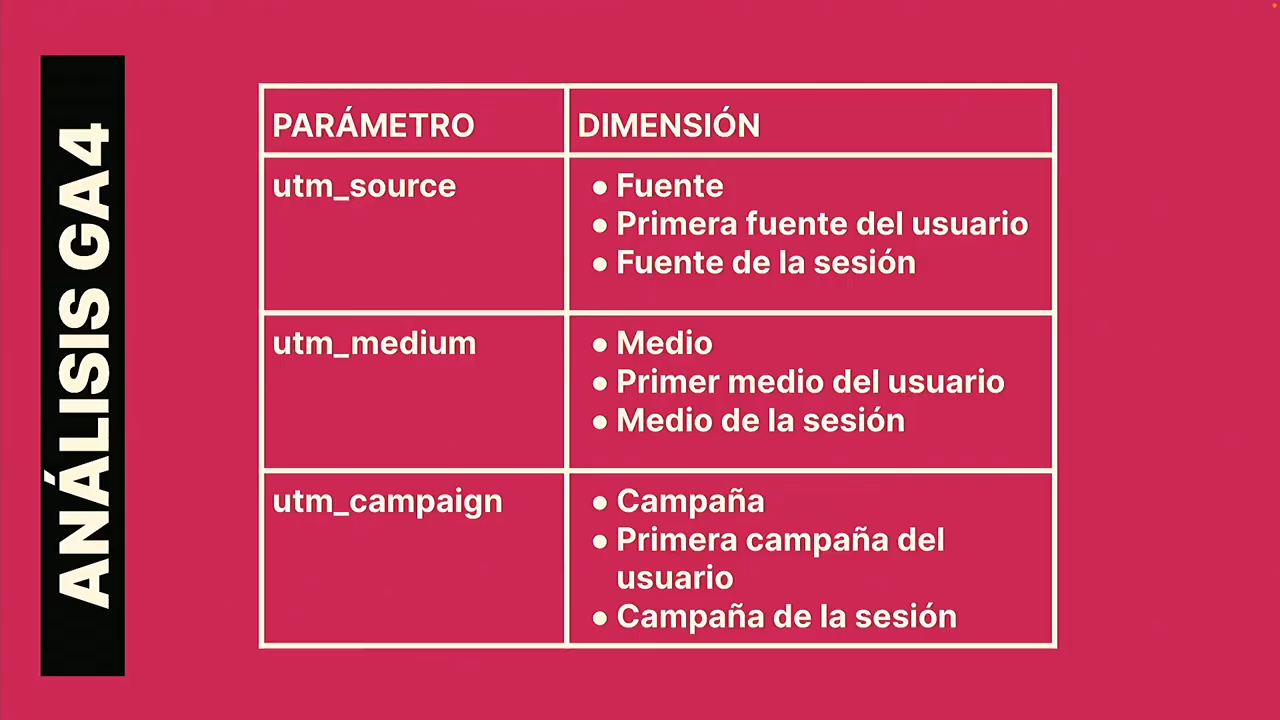 ANÁLISIS GA4
PARÁMETRO
DIMENSIÓN
utm_source
● Fuente
● Primera fuente del usuario
● Fuente de la sesión
utm_medium
● Medio
● Primer medio del usuario
● Medio de la sesión
utm_campaign
● Campaña
● Primera campaña del
usuario
● Campaña de la sesión